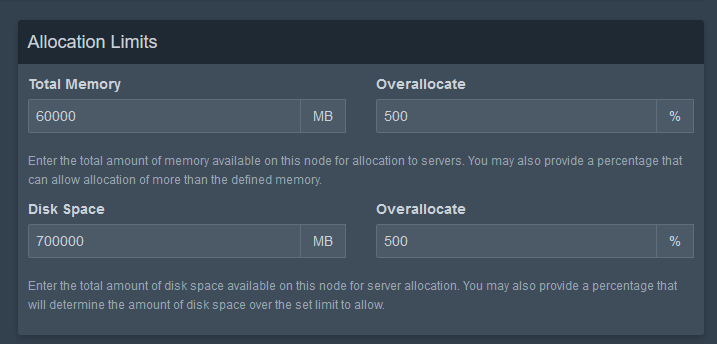 Allocation Limits
Total Memory Overallocate
60000 MB 500 %
Enter the total amount of memory available on this node for allocation to servers. You may also provide a percentage that
can allow allocation of more than the defined memory.
Disk Space Overallocate
700000 MB 500 %
Enter the total amount of disk space available on this node for server allocation. You may also provide a percentage that
will determine the amount of disk space over the set limit to allow.